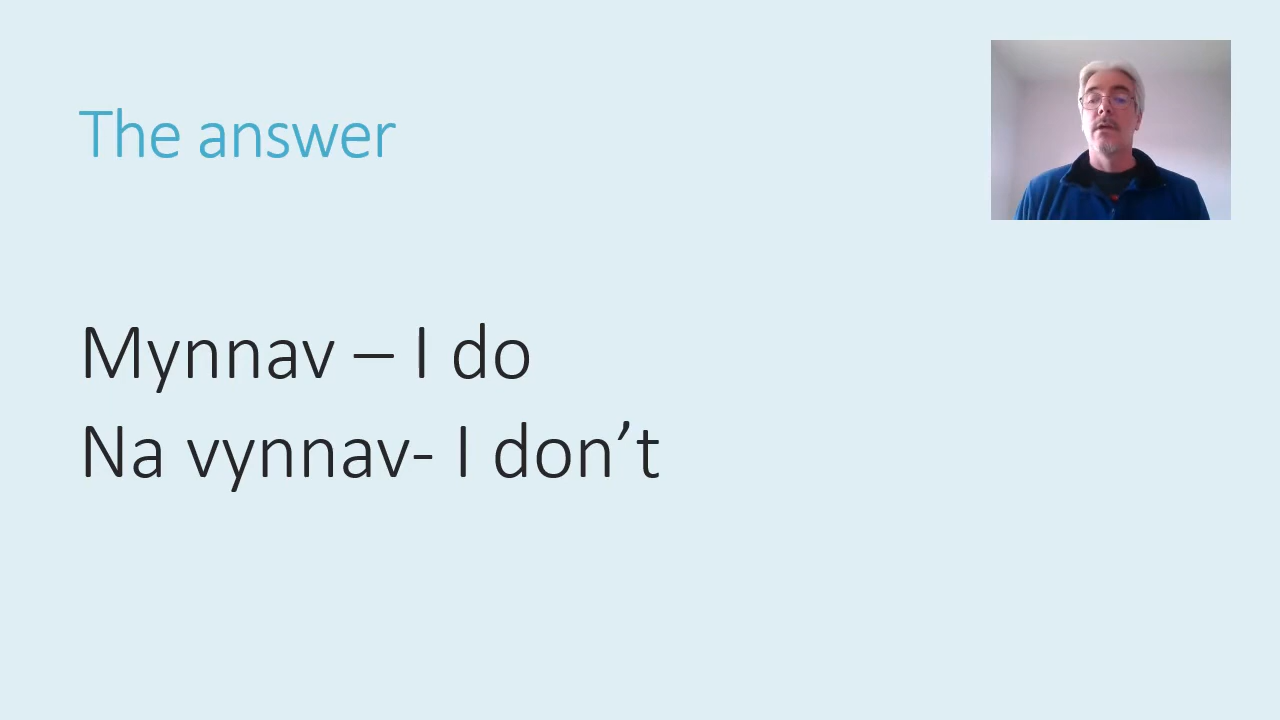 The answer
Mynnav – I do
Na vynnav- I don’t